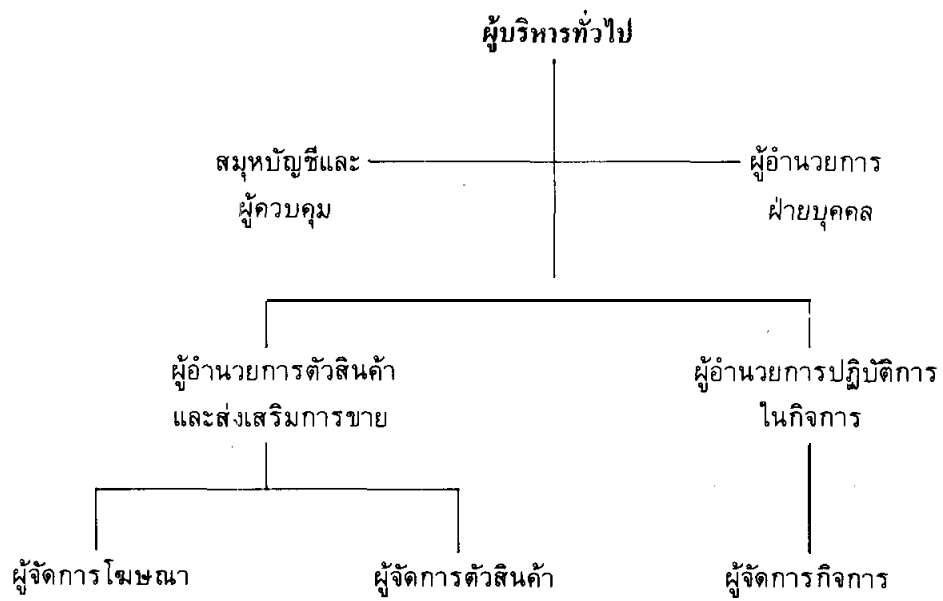 ผู้บริหารทั่วไป
สมุหบัญชีและ
ผู้ควบคุม
ผู้อำนวยการ
ฝ่ายบุคคล
ผู้อำนวยการตัวสินค้า
และส่งเสริมการขาย
ผู้อำนวยการปฏิบัติการ
ในกิจการ
ผู้จัดการโฆษณา
ผู้จัดการตัวสินค้า
ผู้จัดการกิจการ